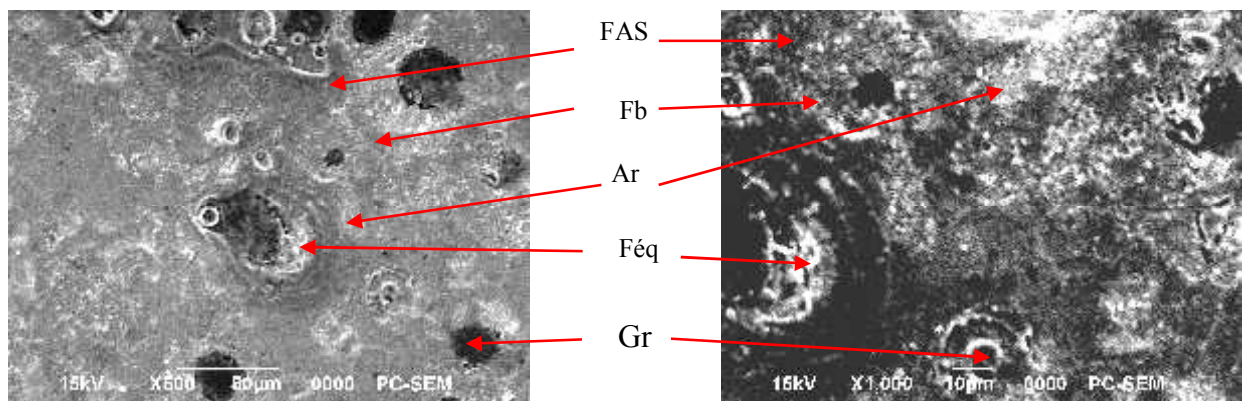 FAS
Fb
Ar
Féq
Gr
15kV X500 50µm 0000 PC-SEM
15kV X1,000 10µm 0000 PC-SEM